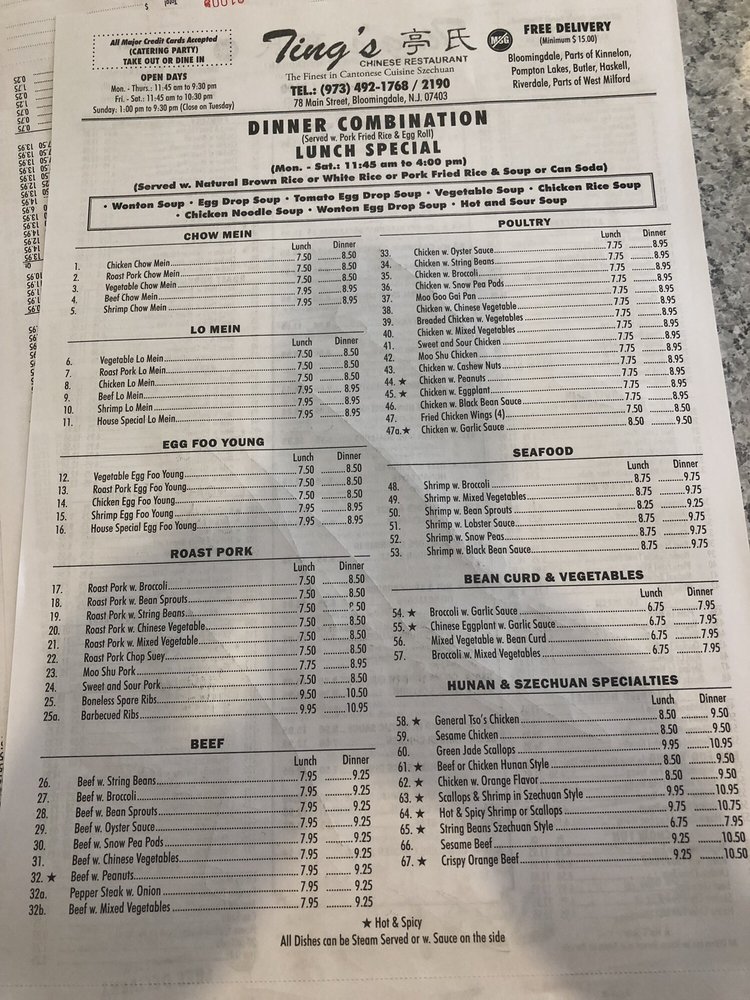 All Major Credit Cards Accepted
(CATERING PARTY)
TAKE OUT OR DINE IN
OPEN DAYS
Mon. - Thurs.: 11:45 am to 9:30 pm
Fri. - Sat.: 11:45 am to 10:30 pm
Sunday: 1:00 pm to 9:30 pm (Close on Tuesday)
Ting's 亭 氏
CHINESE RESTAURANT
The Finest in Cantonese Cuisine Szechuan
TEL.: (973) 492-1768 / 2190
78 Main Street, Bloomingdale, N.J. 07403
MSG
FREE DELIVERY
(Minimum $ 15.00)
Bloomingdale, Parts of Kinnelon,
Pompton Lakes, Butler, Haskell,
Riverdale, Parts of West Milford
DINNER COMBINATION
(Served w. Pork Fried Rice & Egg Roll)
LUNCH SPECIAL
(Mon. - Sat.: 11:45 am to 4:00 pm)
(Served w. Natural Brown Rice or White Rice or Pork Fried Rice & Soup or Can Soda)
• Wonton Soup • Egg Drop Soup • Tomato Egg Drop Soup • Vegetable Soup • Chicken Rice Soup
• Chicken Noodle Soup • Wonton Egg Drop Soup • Hot and Sour Soup
CHOW MEIN
Lunch Dinner
1. Chicken Chow Mein 7.50 8.50
2. Roast Pork Chow Mein 7.50 8.50
3. Vegetable Chow Mein 7.50 8.50
4. Beef Chow Mein 7.95 8.95
5. Shrimp Chow Mein 7.95 8.95
LO MEIN
Lunch Dinner
6. Vegetable Lo Mein 7.50 8.50
7. Roast Pork Lo Mein 7.50 8.50
8. Chicken Lo Mein 7.50 8.50
9. Beef Lo Mein 7.95 8.95
10. Shrimp Lo Mein 7.95 8.95
11. House Special Lo Mein 7.95 8.95
EGG FOO YOUNG
Lunch Dinner
12. Vegetable Egg Foo Young 7.50 8.50
13. Roast Pork Egg Foo Young 7.50 8.50
14. Chicken Egg Foo Young 7.50 8.50
15. Shrimp Egg Foo Young 7.95 8.95
16. House Special Egg Foo Young 7.95 8.95
ROAST PORK
Lunch Dinner
17. Roast Pork w. Broccoli 7.50 8.50
18. Roast Pork w. Bean Sprouts 7.50 8.50
19. Roast Pork w. String Beans 7.50 50
20. Roast Pork w. Chinese Vegetable 7.50 8.50
21. Roast Pork w. Mixed Vegetable 7.50 8.50
22. Roast Pork Chop Suey 7.50 8.50
23. Moo Shu Pork 7.75 8.95
24. Sweet and Sour Pork 7.50 8.50
25. Boneless Spare Ribs 9.50 10.50
25a. Barbecued Ribs 9.95 10.95
BEEF
Lunch Dinner
26. Beef w. String Beans 7.95 9.25
27. Beef w. Broccoli 7.95 9.25
28. Beef w. Bean Sprouts 7.95 9.25
29. Beef w. Oyster Sauce 7.95 9.25
30. Beef w. Snow Pea Pods 7.95 9.25
31. Beef w. Chinese Vegetables 7.95 9.25
32. ★ Beef w. Peanuts 7.95 9.25
32a. Pepper Steak w. Onion 7.95 9.25
32b. Beef w. Mixed Vegetables 7.95 9.25
POULTRY
Lunch Dinner
33. Chicken w. Oyster Sauce 7.75 8.95
34. Chicken w. String Beans 7.75 8.95
35. Chicken w. Broccoli 7.75 8.95
36. Chicken w. Snow Pea Pods 7.75 8.95
37. Moo Goo Gai Pan 7.75 8.95
38. Chicken w. Chinese Vegetable 7.75 8.95
39. Breaded Chicken w. Vegetables 7.75 8.95
40. Chicken w. Mixed Vegetables 7.75 8.95
41. Sweet and Sour Chicken 7.75 8.95
42. Moo Shu Chicken 7.75 8.95
43. Chicken w. Cashew Nuts 7.75 8.95
44. ★ Chicken w. Peanuts 7.75 8.95
45. ★ Chicken w. Eggplant 7.75 8.95
46. Chicken w. Black Bean Sauce 7.75 8.95
47. Fried Chicken Wings (4) 7.50 8.50
47a. ★ Chicken w. Garlic Sauce 8.50 9.50
SEAFOOD
Lunch Dinner
48. Shrimp w. Broccoli 8.75 9.75
49. Shrimp w. Mixed Vegetables 8.75 9.75
50. Shrimp w. Bean Sprouts 8.25 9.25
51. Shrimp w. Lobster Sauce 8.75 9.75
52. Shrimp w. Snow Peas 8.75 9.75
53. Shrimp w. Black Bean Sauce 8.75 9.75
BEAN CURD & VEGETABLES
Lunch Dinner
54. ★ Broccoli w. Garlic Sauce 6.75 7.95
55. ★ Chinese Eggplant w. Garlic Sauce 6.75 7.95
56. Mixed Vegetable w. Bean Curd 6.75 7.95
57. Broccoli w. Mixed Vegetables 6.75 7.95
HUNAN & SZECHUAN SPECIALTIES
Lunch Dinner
58. ★ General Tso's Chicken 8.50 9.50
59. Sesame Chicken 8.50 9.50
60. Green Jade Scallops 9.95 10.95
61. ★ Beef or Chicken Hunan Style 8.50 9.50
62. ★ Chicken w. Orange Flavor 8.50 9.50
63. ★ Scallops & Shrimp in Szechuan Style 9.95 10.95
64. ★ Hot & Spicy Shrimp or Scallops 9.75 10.75
65. ★ String Beans Szechuan Style 6.75 7.95
66. Sesame Beef 9.25 10.50
67. ★ Crispy Orange Beef 9.25 10.50
★ Hot & Spicy
All Dishes can be Steam Served or w. Sauce on the side